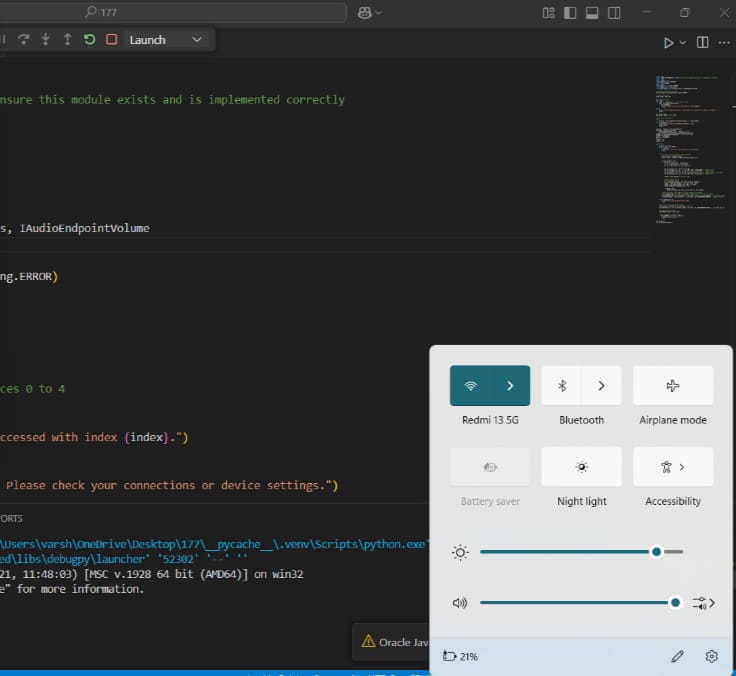 177
Launch
nsure this module exists and is implemented correctly
s, IAudioEndpointVolume
ng.ERROR)
ces 0 to 4
ccessed with index {index}.")
Please check your connections or device settings.")
ORTS
\Users\varsh\OneDrive\Desktop\177\__pycache__\.venv\Scripts\python.exe'
ed\libs\debugpy\launcher' '52302' '--' ''
21, 11:48:03) [MSC v.1928 64 bit (AMD64)] on win32
e" for more information.
Oracle Jav
Redmi 13 5G
Bluetooth
Airplane mode
Battery saver
Night light
Accessibility
21%